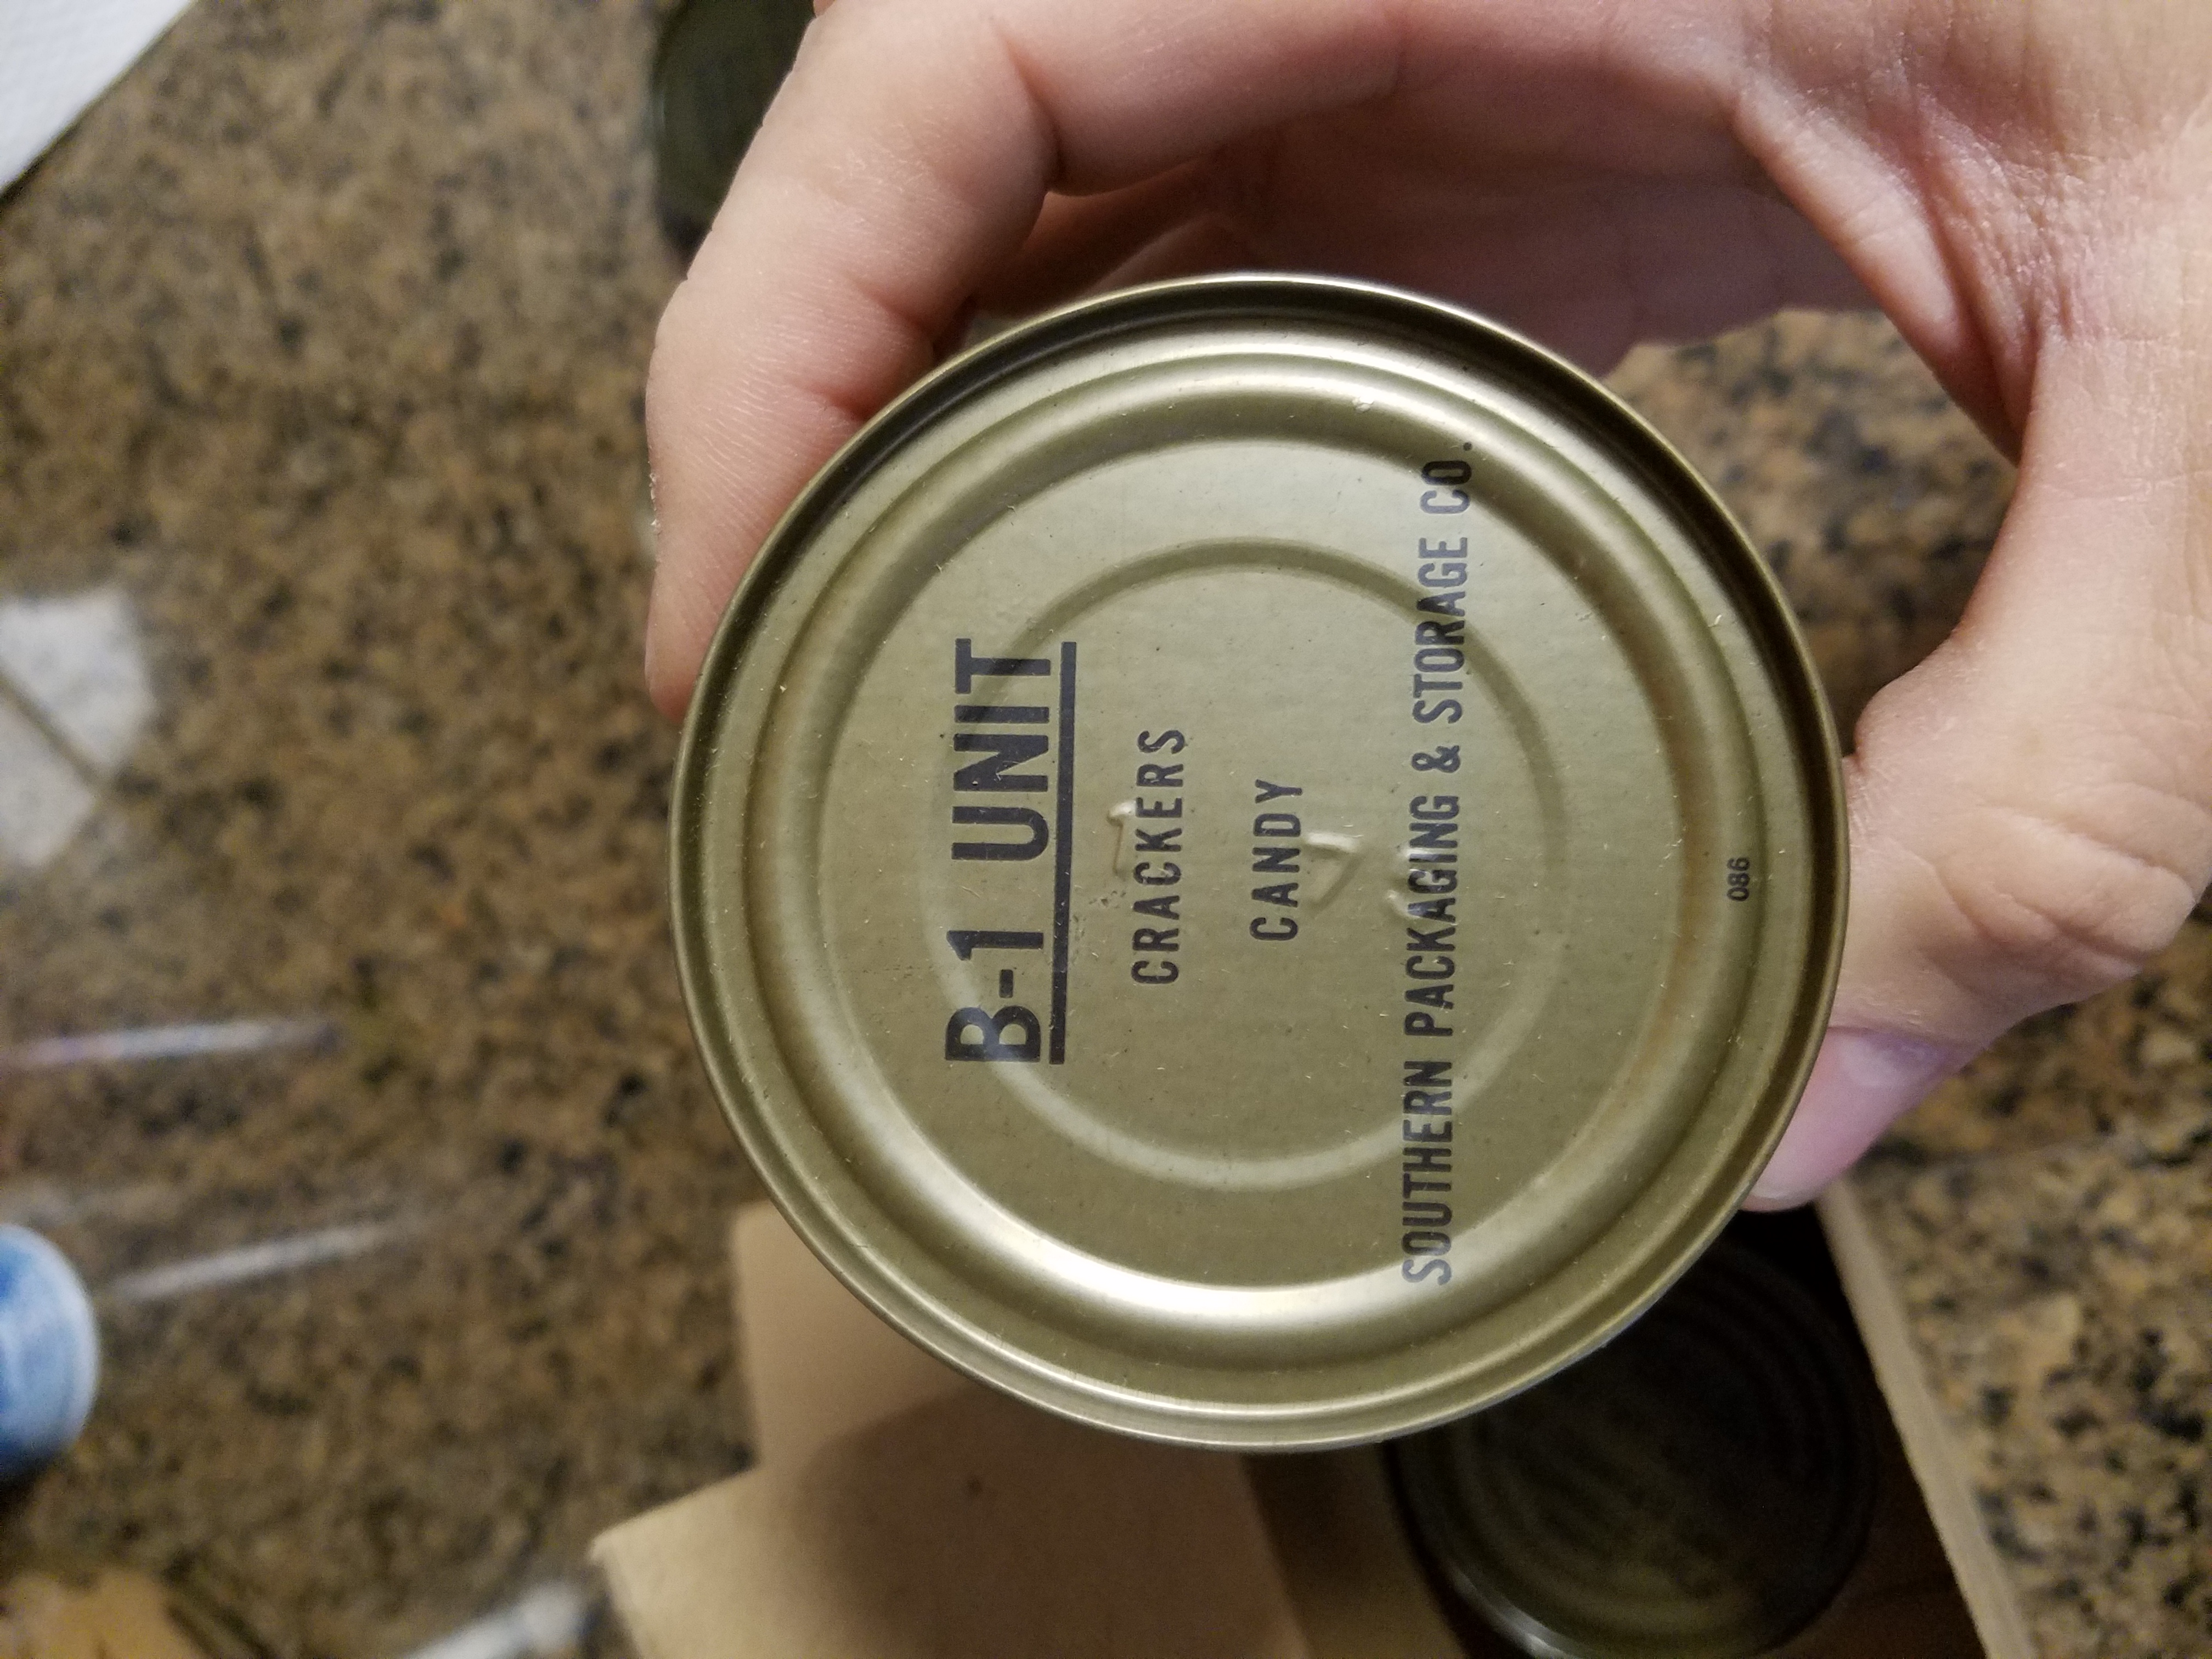 B-1 UNIT
CRACKERS
CANDY
SOUTHERN PACKAGING & STORAGE CO.
086